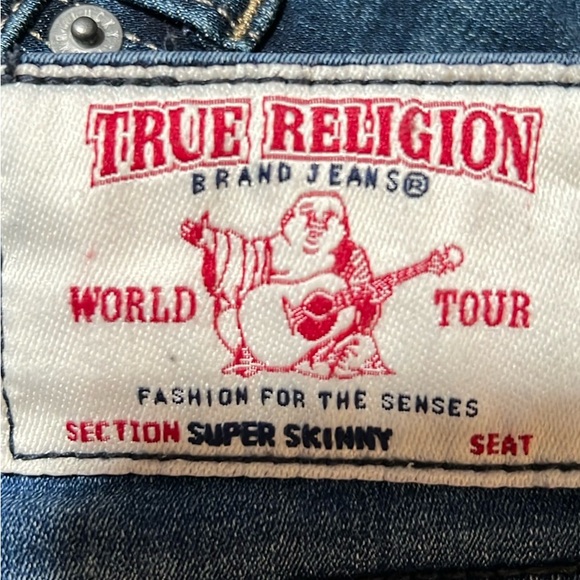 TRUE RELIGION
BRAND JEANS®
WORLD TOUR
FASHION FOR THE SENSES
SECTION SUPER SKINNY SEAT